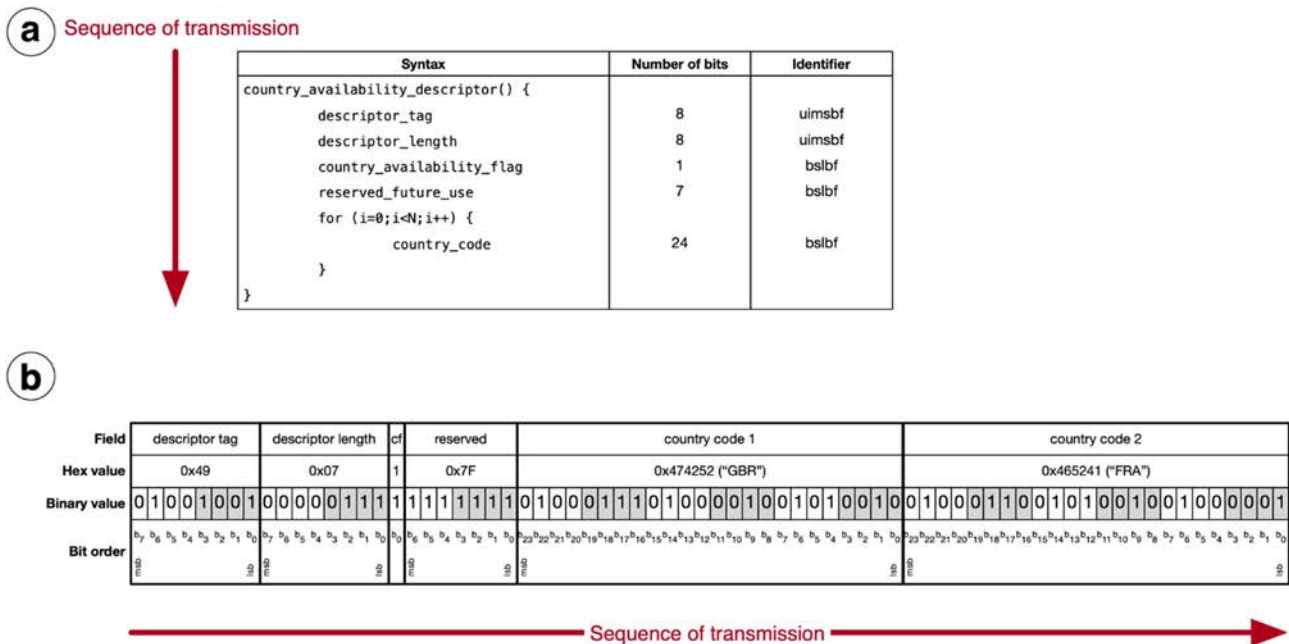 a Sequence of transmission
Syntax Number of bits Identifier
country_availability_descriptor() {
descriptor_tag 8 uimsbf
descriptor_length 8 uimsbf
country_availability_flag 1 bslbf
reserved_future_use 7 bslbf
for (i=0;i<N;i++) {
country_code 24 bslbf
}
}
b
Field descriptor tag descriptor length cf reserved country code 1 country code 2
Hex value 0x49 0x07 1 0x7F 0x474252 ("GBR") 0x465241 ("FRA")
Binary value 0 1 0 0 1 0 0 1 0 0 0 0 0 1 1 1 1 1 1 1 1 1 1 1 0 1 0 0 0 1 1 1 0 1 0 0 0 0 1 0 0 1 0 1 0 0 1 0 0 1 0 0 0 1 1 0 0 1 0 1 0 0 1 0 0 1 0 0 0 0 0 1
Bit order b7 b6 b5 b4 b3 b2 b1 b0 b7 b6 b5 b4 b3 b2 b1 b0 b0 b6 b5 b4 b3 b2 b1 b0 b23 b22 b21 b20 b19 b18 b17 b16 b15 b14 b13 b12 b11 b10 b9 b8 b7 b6 b5 b4 b3 b2 b1 b0 b23 b22 b21 b20 b19 b18 b17 b16 b15 b14 b13 b12 b11 b10 b9 b8 b7 b6 b5 b4 b3 b2 b1 b0
msb lsb msb lsb msb lsb msb lsb msb lsb
Sequence of transmission